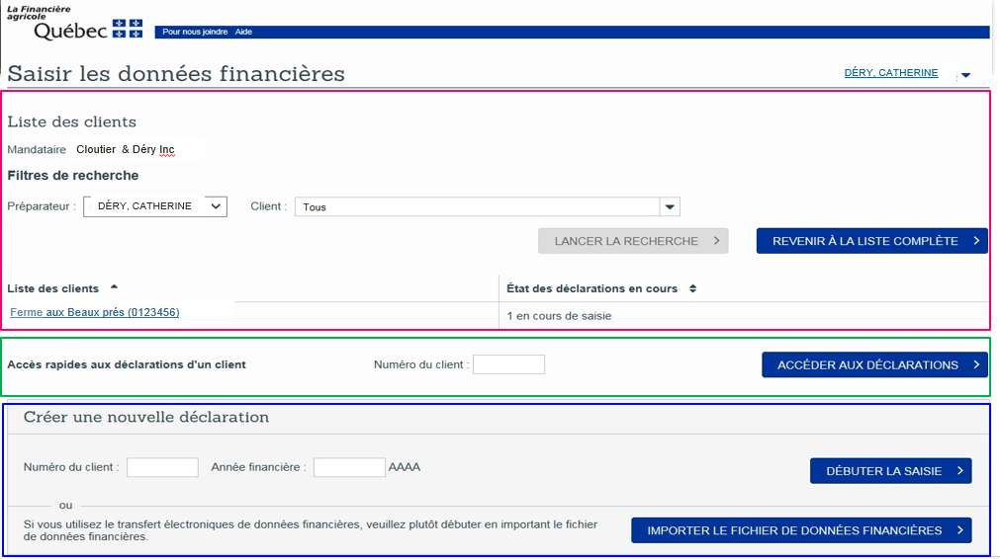 La Financière
agricole
Québec
Pour nous joindre Aide
Saisir les données financières
DÉRY, CATHERINE
Liste des clients
Mandataire Cloutier & Déry Inc
Filtres de recherche
Préparateur : DÉRY, CATHERINE Client : Tous
LANCER LA RECHERCHE REVENIR À LA LISTE COMPLÈTE
Liste des clients État des déclarations en cours
Ferme aux Beaux prés (0123456) 1 en cours de saisie
Accès rapides aux déclarations d'un client Numéro du client : ACCÉDER AUX DÉCLARATIONS
Créer une nouvelle déclaration
Numéro du client : Année financière : AAAA DÉBUTER LA SAISIE
ou
Si vous utilisez le transfert électroniques de données financières, veuillez plutôt débuter en important le fichier
de données financières.
IMPORTER LE FICHIER DE DONNÉES FINANCIÈRES